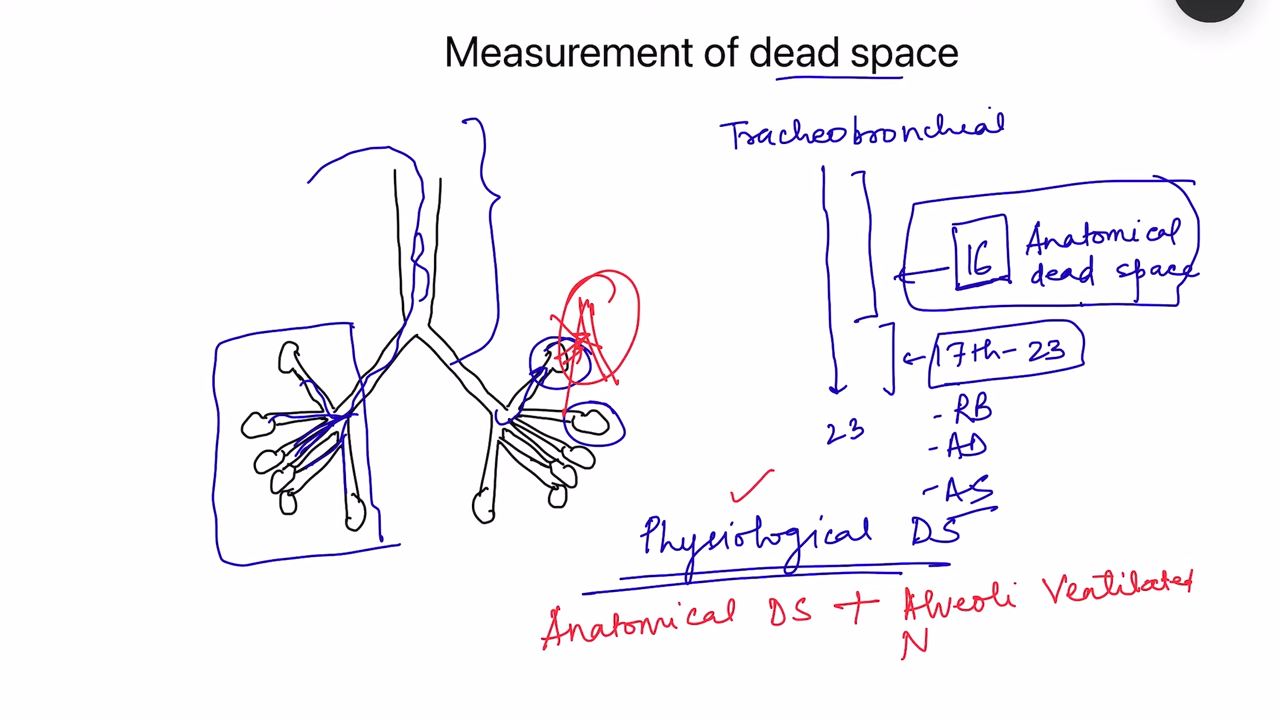 Measurement of dead space
Tracheobronchial
16
Anatomical
dead space
17th-23
23
- RB
- AD
- AS
Physiological DS
Anatomical DS + Alveoli Ventilated
N